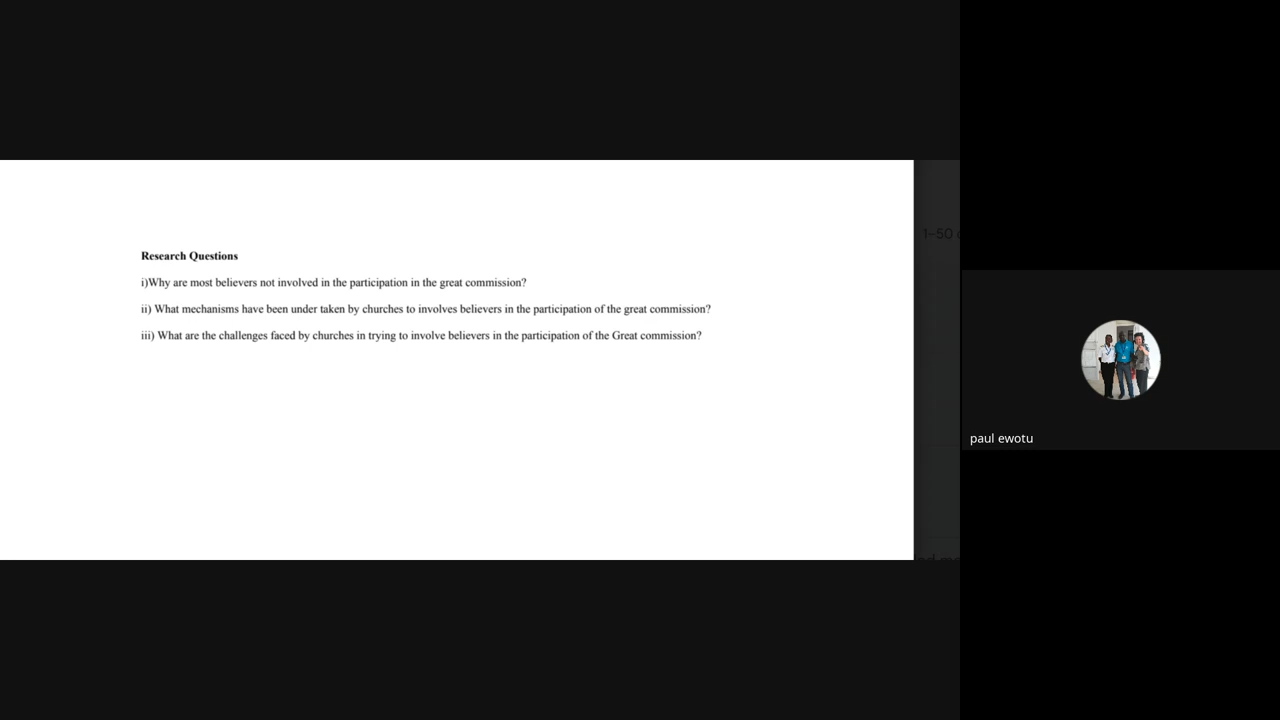 Research Questions
i)Why are most believers not involved in the participation in the great commission?
ii) What mechanisms have been under taken by churches to involves believers in the participation of the great commission?
iii) What are the challenges faced by churches in trying to involve believers in the participation of the Great commission?
1–50
paul ewotu